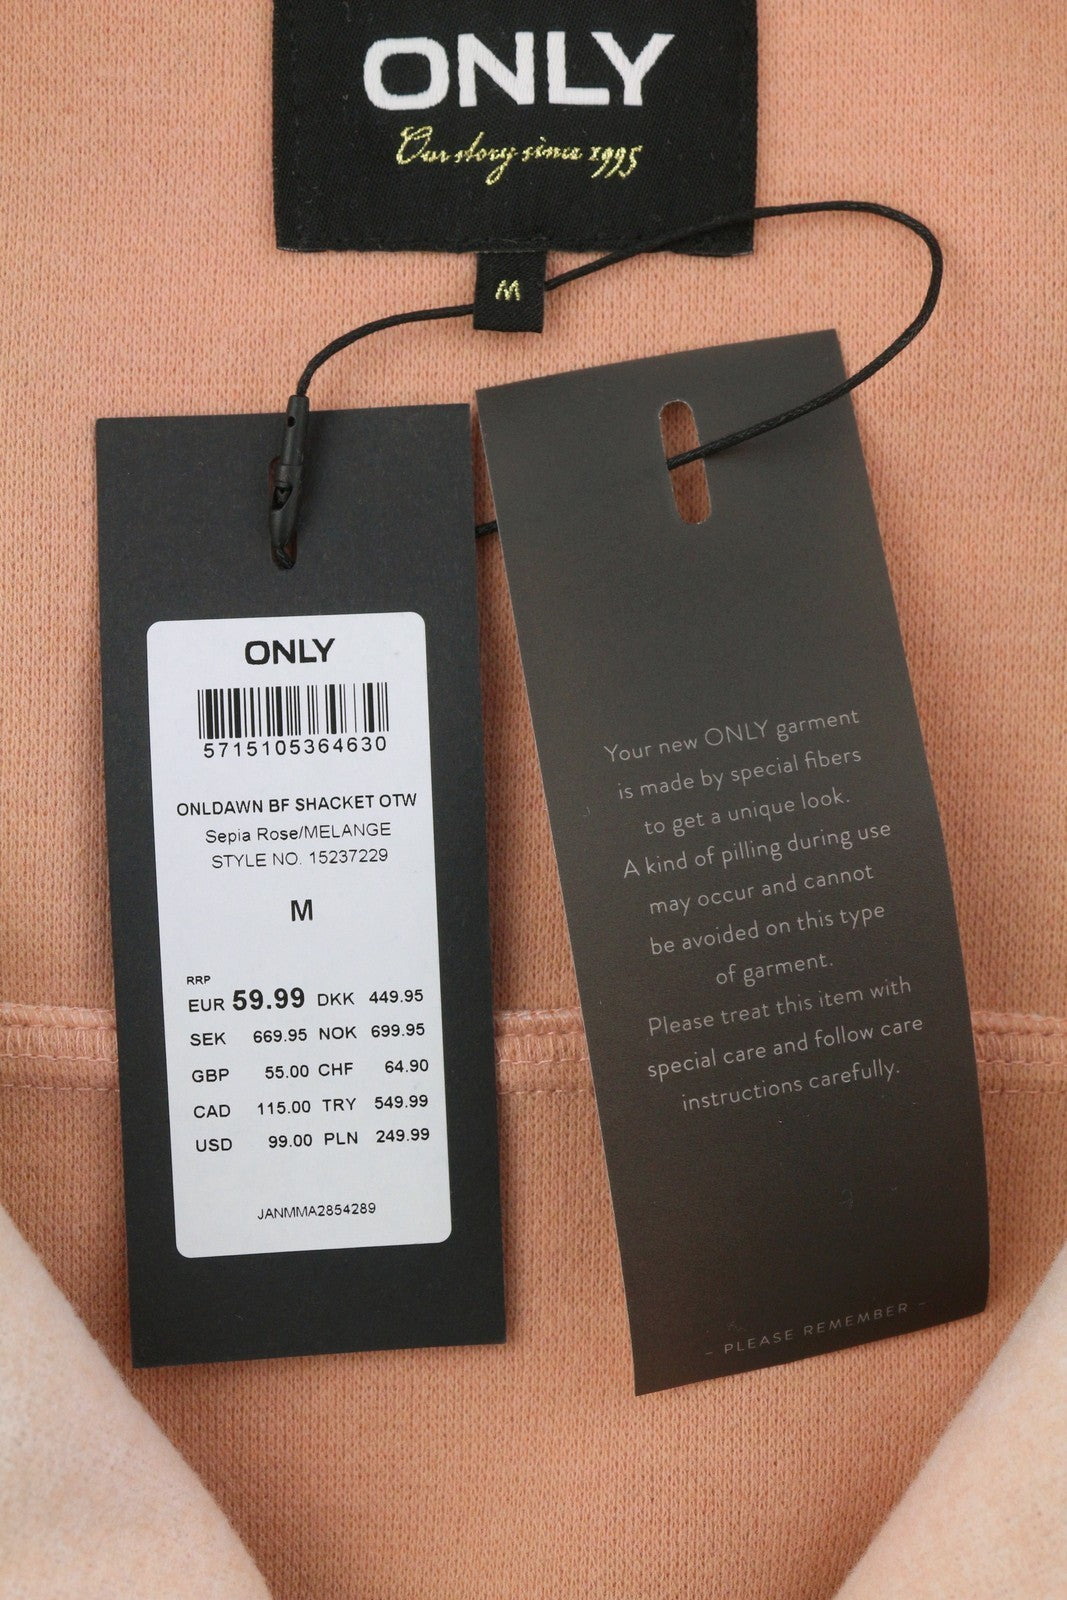 ONLY
Our story since 1995
M
ONLY
5715105364630
ONLDAWN BF SHACKET OTW
Sepia Rose/MELANGE
STYLE NO. 15237229
M
RRP
EUR 59.99 DKK 449.95
SEK 669.95 NOK 699.95
GBP 55.00 CHF 64.90
CAD 115.00 TRY 549.99
USD 99.00 PLN 249.99
JANMMA2854289
Your new ONLY garment
is made by special fibers
to get a unique look.
A kind of pilling during use
may occur and cannot
be avoided on this type
of garment.
Please treat this item with
special care and follow care
instructions carefully.
- PLEASE REMEMBER -